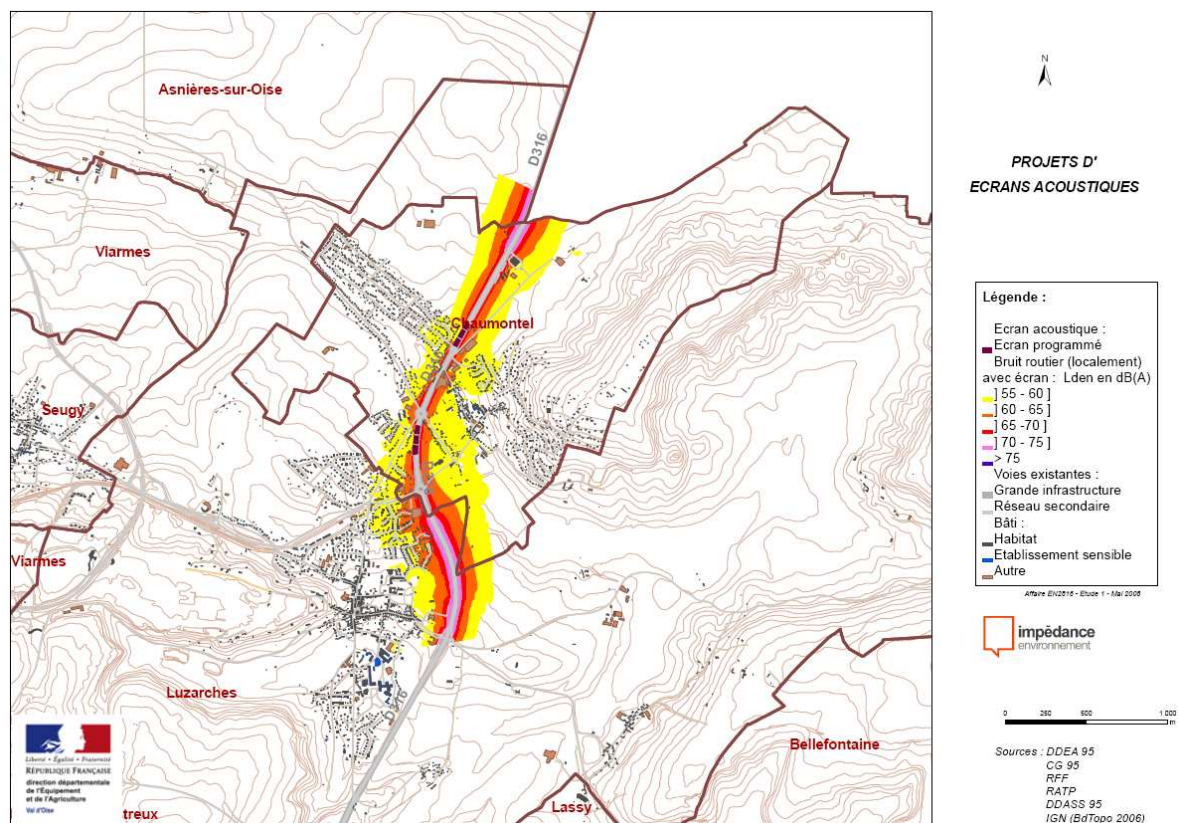 Asnières-sur-Oise
D316
Viarmes
Chaumontel
Seugy
Viarmes
Luzarches
D316
Bellefontaine
Lassy
treux
Liberté • Égalité • Fraternité
RÉPUBLIQUE FRANÇAISE
direction départementale
de l'Équipement
et de l'Agriculture
Val d'Oise
N
PROJETS D'
ECRANS ACOUSTIQUES
Légende :
Ecran acoustique :
Ecran programmé
Bruit routier (localement)
avec écran : Lden en dB(A)
] 55 - 60 ]
] 60 - 65 ]
] 65 -70 ]
] 70 - 75 ]
> 75
Voies existantes :
Grande infrastructure
Réseau secondaire
Bâti :
Habitat
Etablissement sensible
Autre
Affaire EN2816 - Etude 1 - Mai 2008
impédance
environnement
0 250 500 1 000
m
Sources : DDEA 95
CG 95
RFF
RATP
DDASS 95
IGN (BdTopo 2006)